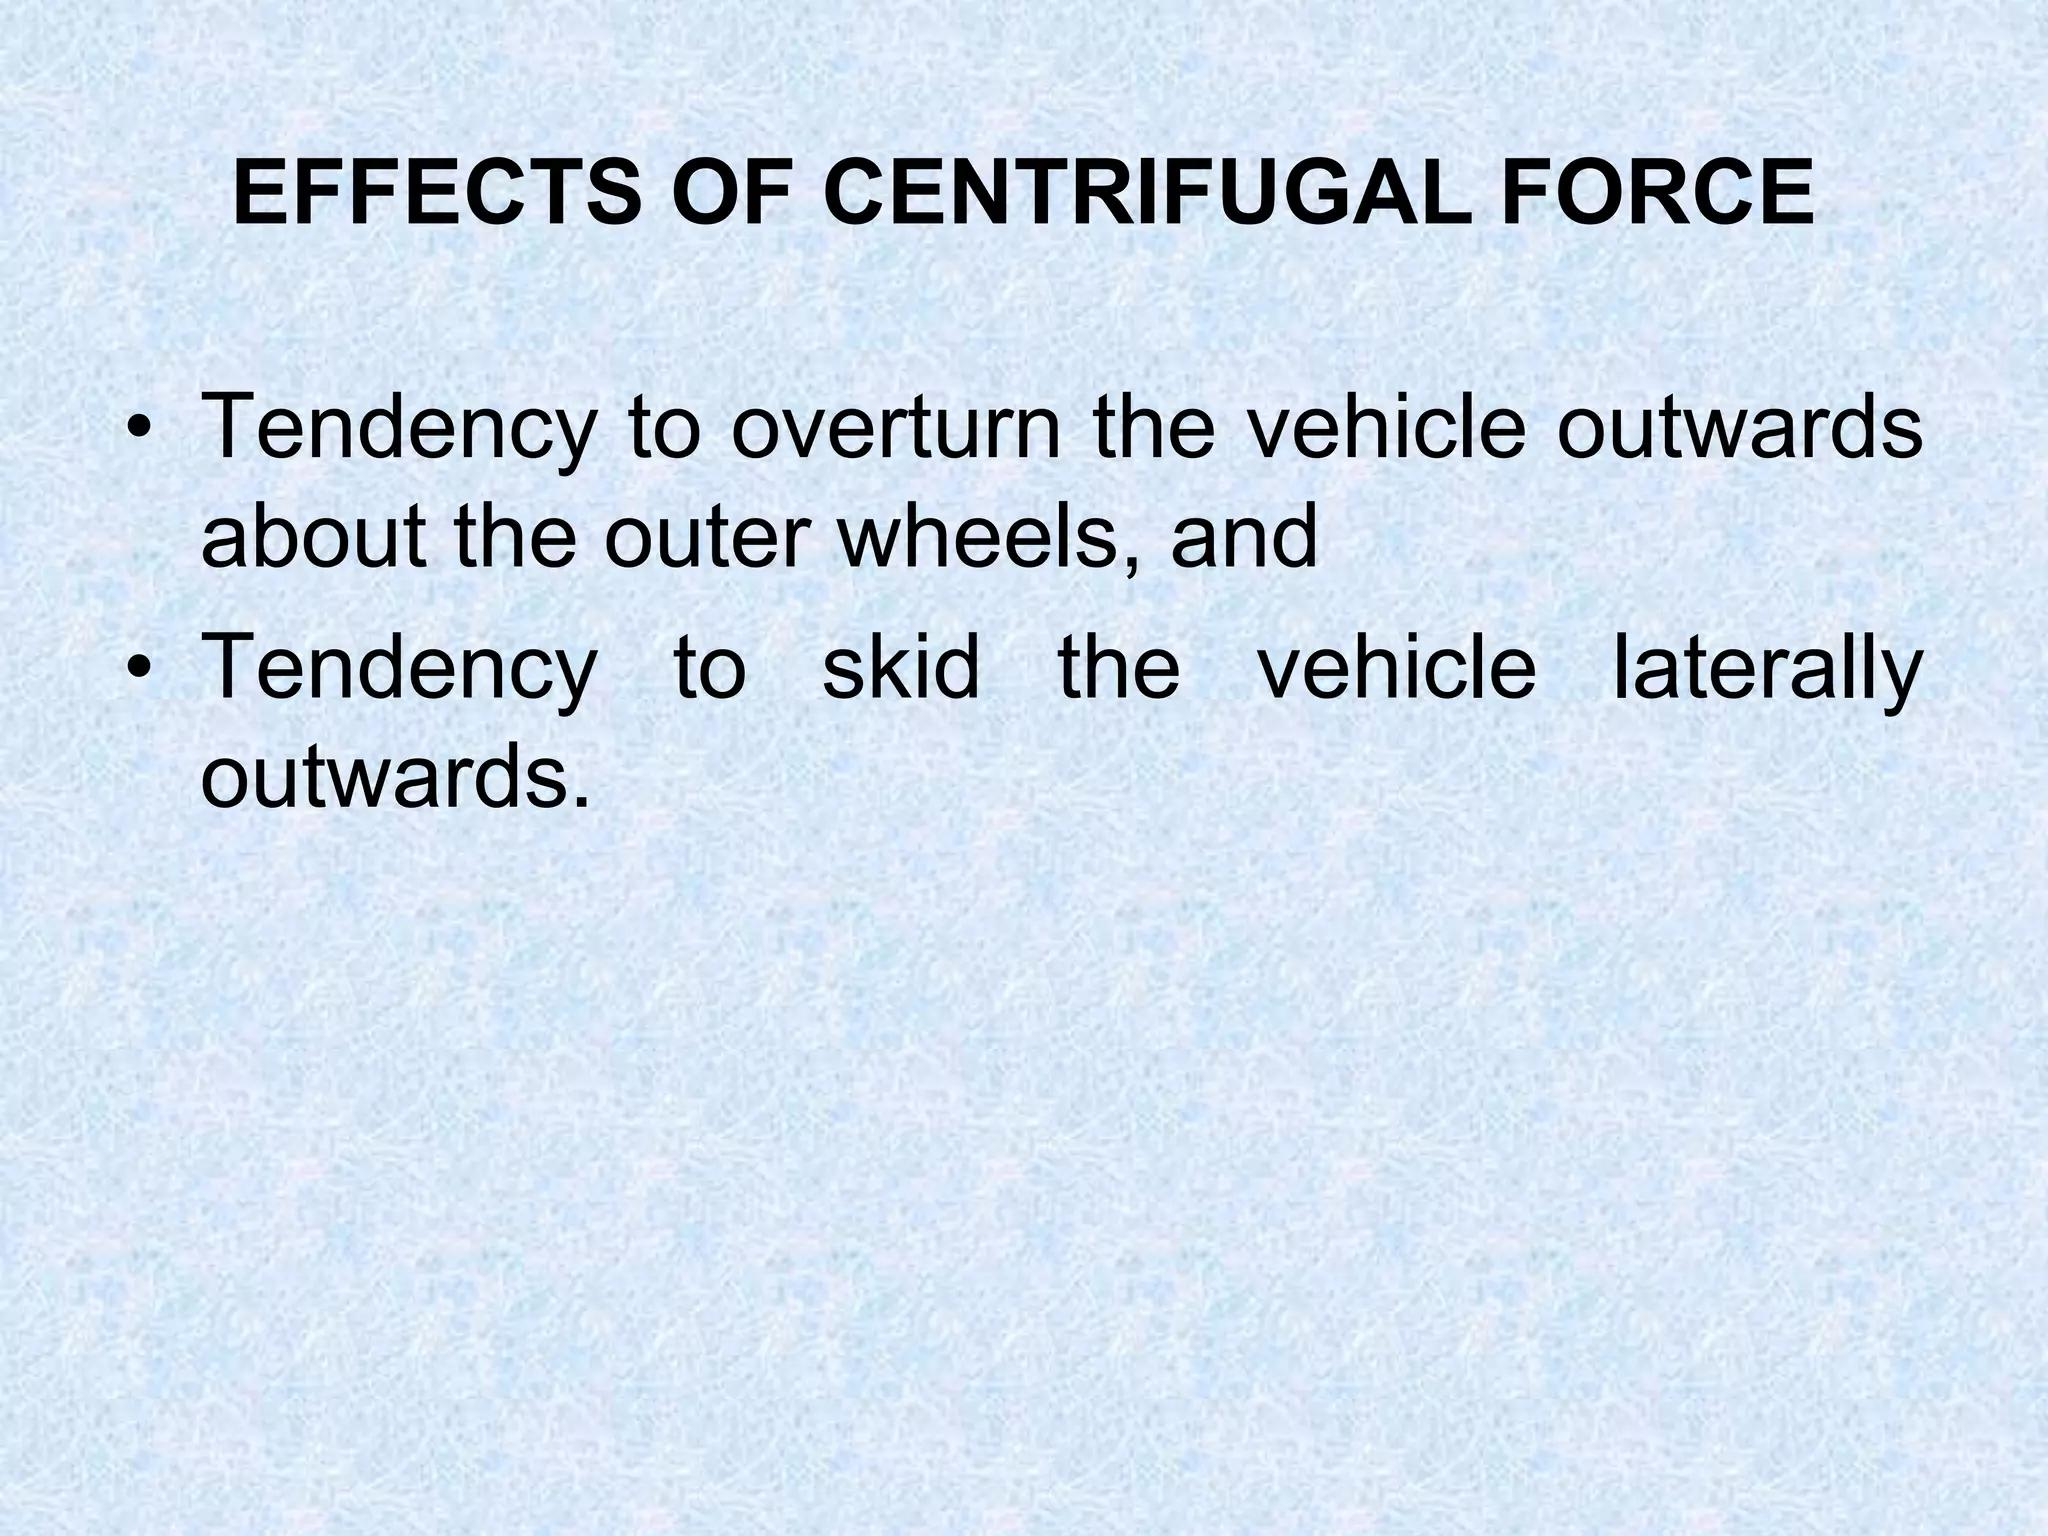 EFFECTS OF CENTRIFUGAL FORCE
• Tendency to overturn the vehicle outwards
about the outer wheels, and
• Tendency to skid the vehicle laterally
outwards.